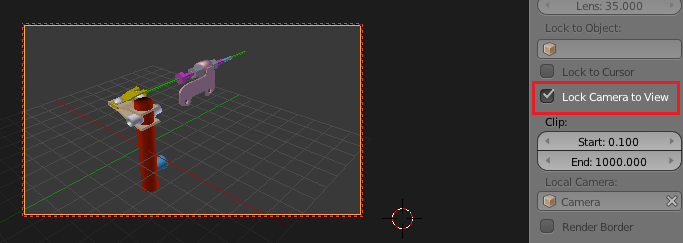 Lens: 35.000
Lock to Object:
Lock to Cursor
Lock Camera to View
Clip:
Start: 0.100
End: 1000.000
Local Camera:
Camera
Render Border